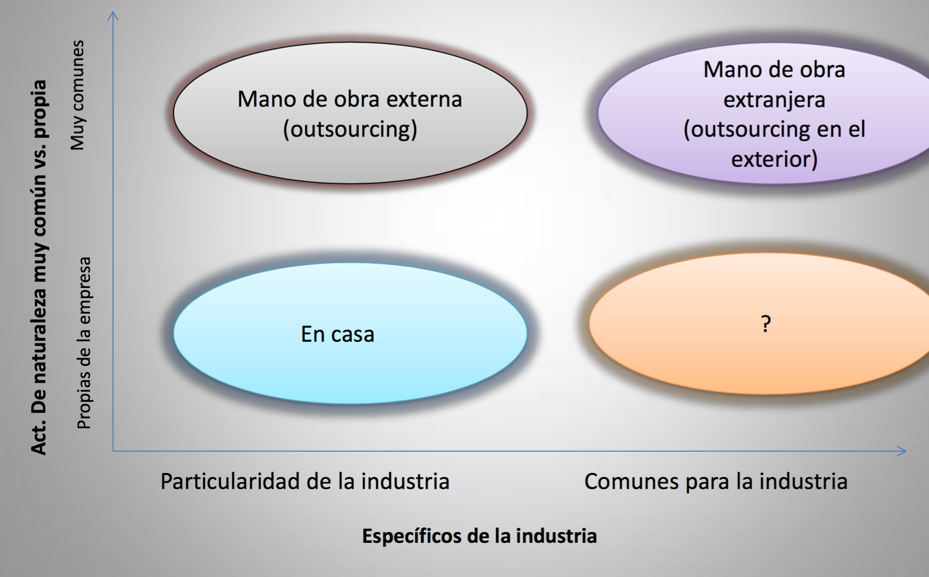 Act. De naturaleza muy común vs. propia
Muy comunes
Propias de la empresa
Mano de obra externa
(outsourcing)
Mano de obra
extranjera
(outsourcing en el
exterior)
En casa
?
Particularidad de la industria
Comunes para la industria
Específicos de la industria